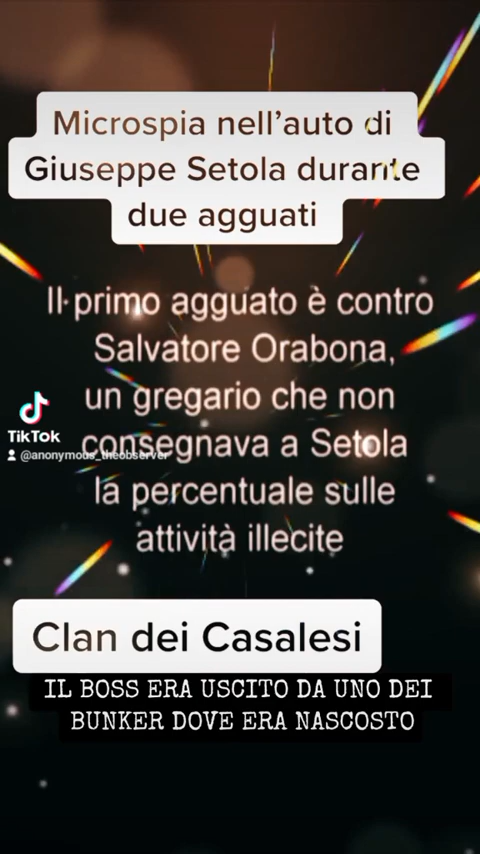 Microspia nell'auto di
Giuseppe Setola durante
due agguati
Il primo agguato è contro
Salvatore Orabona,
un gregario che non
consegnava a Setola
la percentuale sulle
attività illecite
TikTok
@anonymous_theobserver
Clan dei Casalesi
IL BOSS ERA USCITO DA UNO DEI
BUNKER DOVE ERA NASCOSTO